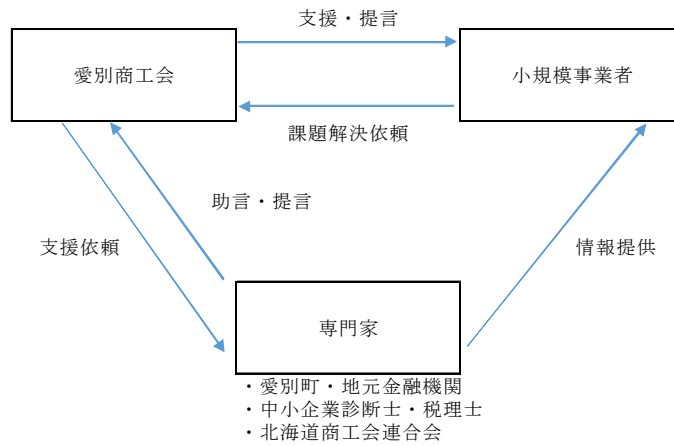 支援・提言
愛別商工会
小規模事業者
課題解決依頼
助言・提言
支援依頼
情報提供
専門家
・愛別町・地元金融機関
・中小企業診断士・税理士
・北海道商工会連合会